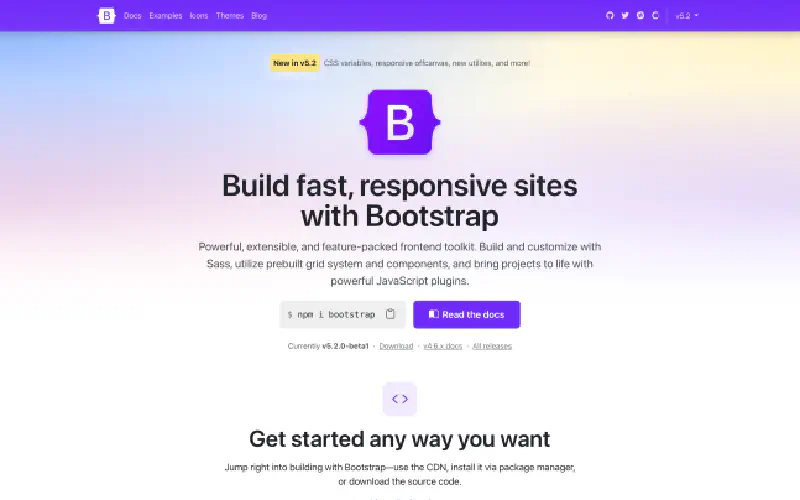 B Docs Examples Icons Themes Blog v5.2
New in v5.2 CSS variables, responsive offcanvas, new utilities, and more!
B
Build fast, responsive sites
with Bootstrap
Powerful, extensible, and feature-packed frontend toolkit. Build and customize with
Sass, utilize prebuilt grid system and components, and bring projects to life with
powerful JavaScript plugins.
$ npm i bootstrap Read the docs
Currently v5.2.0-beta1 · Download · v4.6.x docs · All releases
<>
Get started any way you want
Jump right into building with Bootstrap—use the CDN, install it via package manager,
or download the source code.